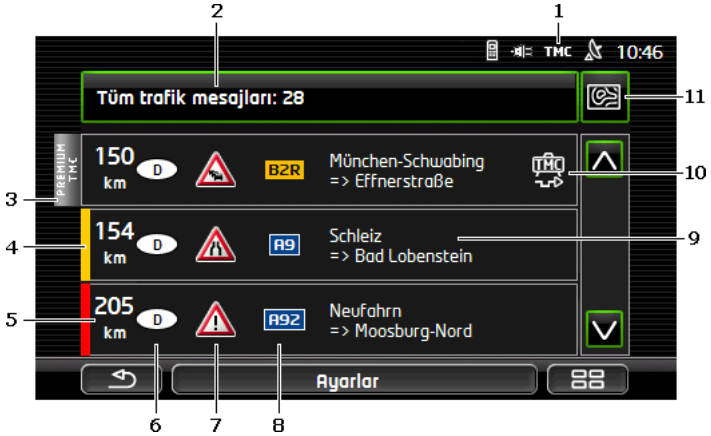 1
2
TMC 10:46
Tüm trafik mesajları: 28
11
PREMIUM
TMC
3
150
km
D
B2R
München-Schwabing
=> Effnerstraße
TMC
10
4
154
km
D
A9
Schleiz
=> Bad Lobenstein
9
5
205
km
D
A92
Neufahrn
=> Moosburg-Nord
Ayarlar
6
7
8